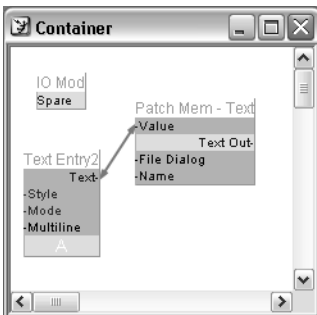 Container
IO Mod
Spare
Patch Mem - Text
-Value
Text Out-
-File Dialog
-Name
Text Entry2
Text-
-Style
-Mode
-Multiline
A